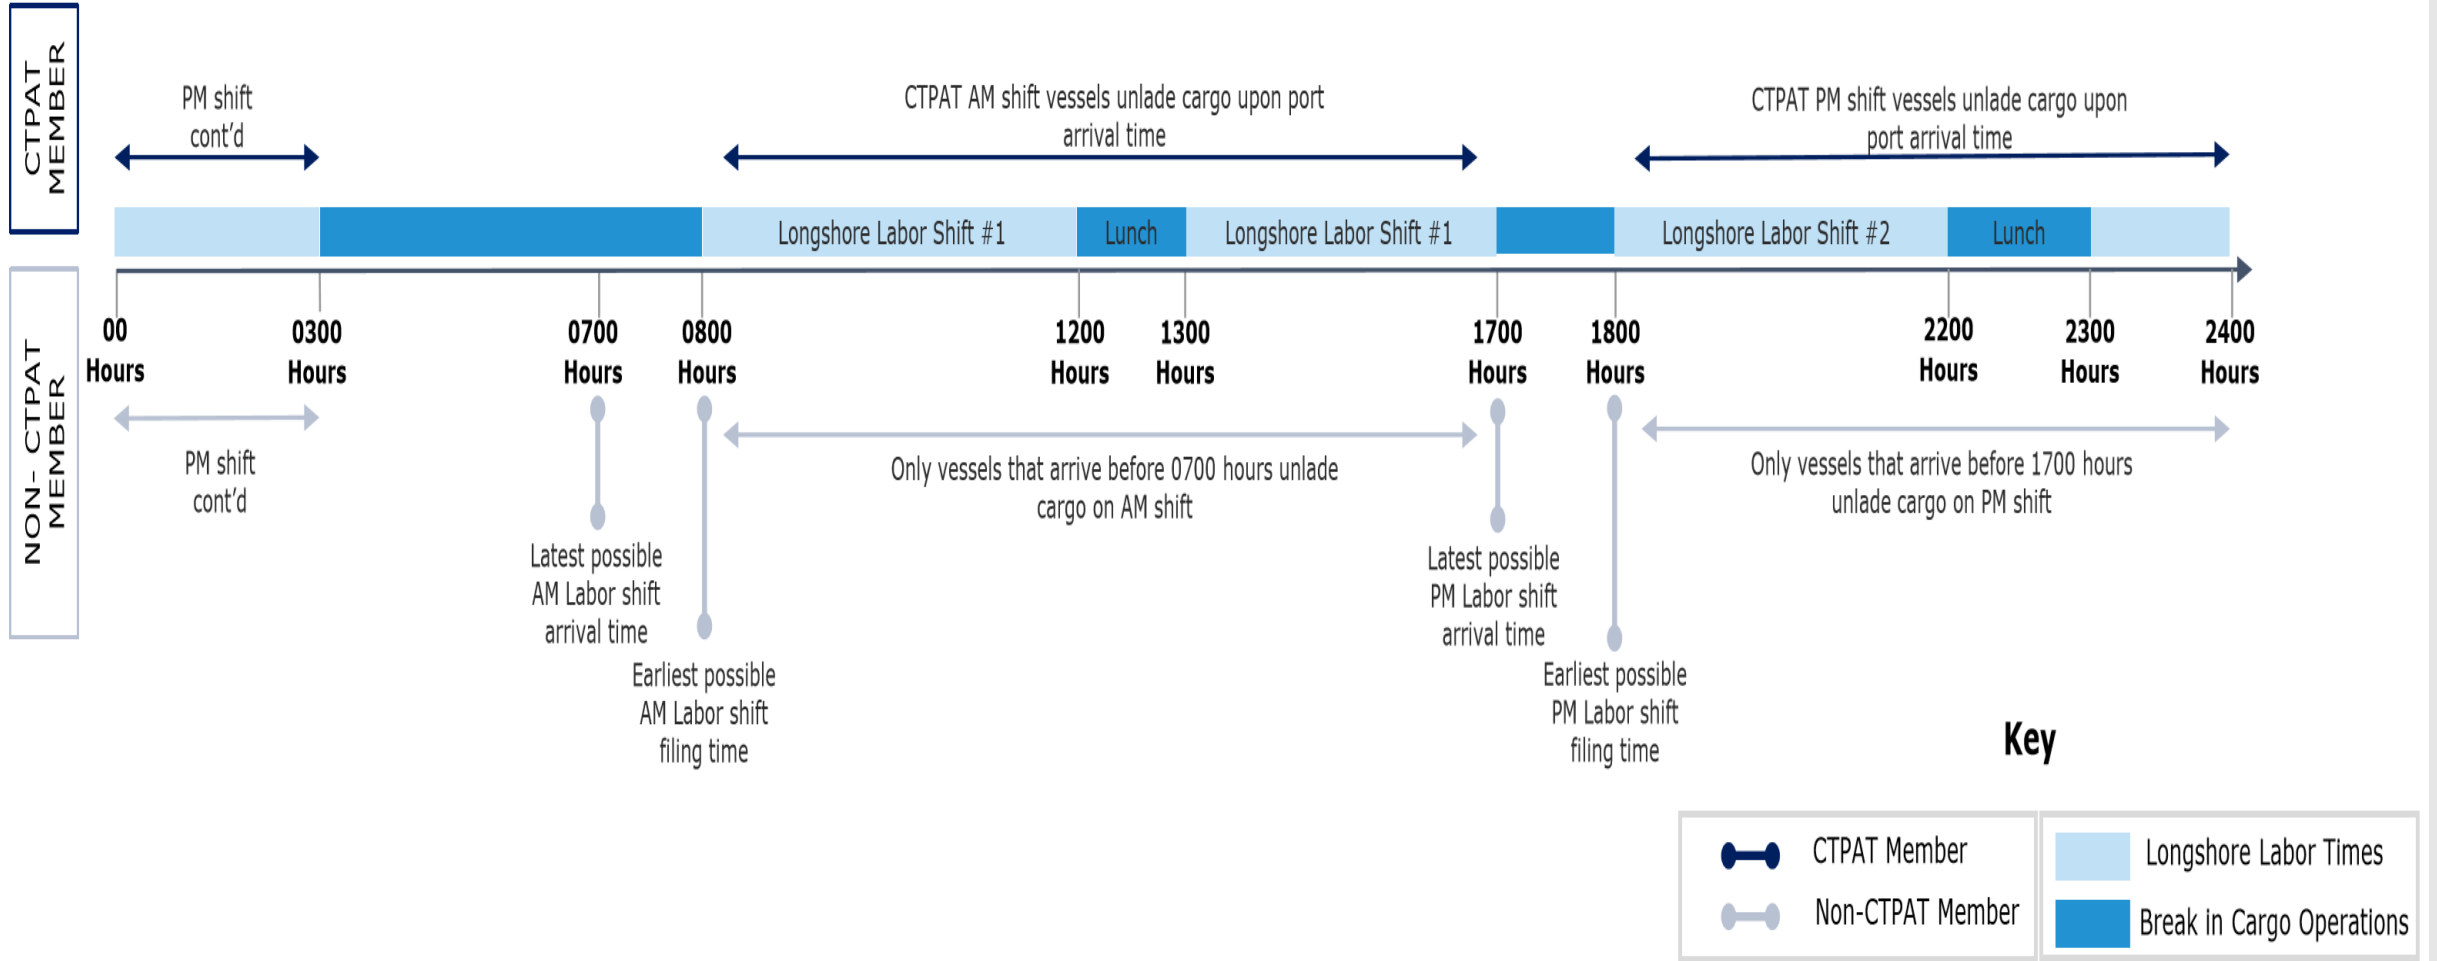 CTPAT
MEMBER
PM shift
cont'd
CTPAT AM shift vessels unlade cargo upon port
arrival time
CTPAT PM shift vessels unlade cargo upon
port arrival time
Longshore Labor Shift #1
Lunch
Longshore Labor Shift #1
Longshore Labor Shift #2
Lunch
NON- CTPAT
MEMBER
00
Hours
0300
Hours
0700
Hours
0800
Hours
1200
Hours
1300
Hours
1700
Hours
1800
Hours
2200
Hours
2300
Hours
2400
Hours
PM shift
cont'd
Latest possible
AM Labor shift
arrival time
Earliest possible
AM Labor shift
filing time
Only vessels that arrive before 0700 hours unlade
cargo on AM shift
Latest possible
PM Labor shift
arrival time
Earliest possible
PM Labor shift
filing time
Only vessels that arrive before 1700 hours
unlade cargo on PM shift
Key
CTPAT Member
Non-CTPAT Member
Longshore Labor Times
Break in Cargo Operations